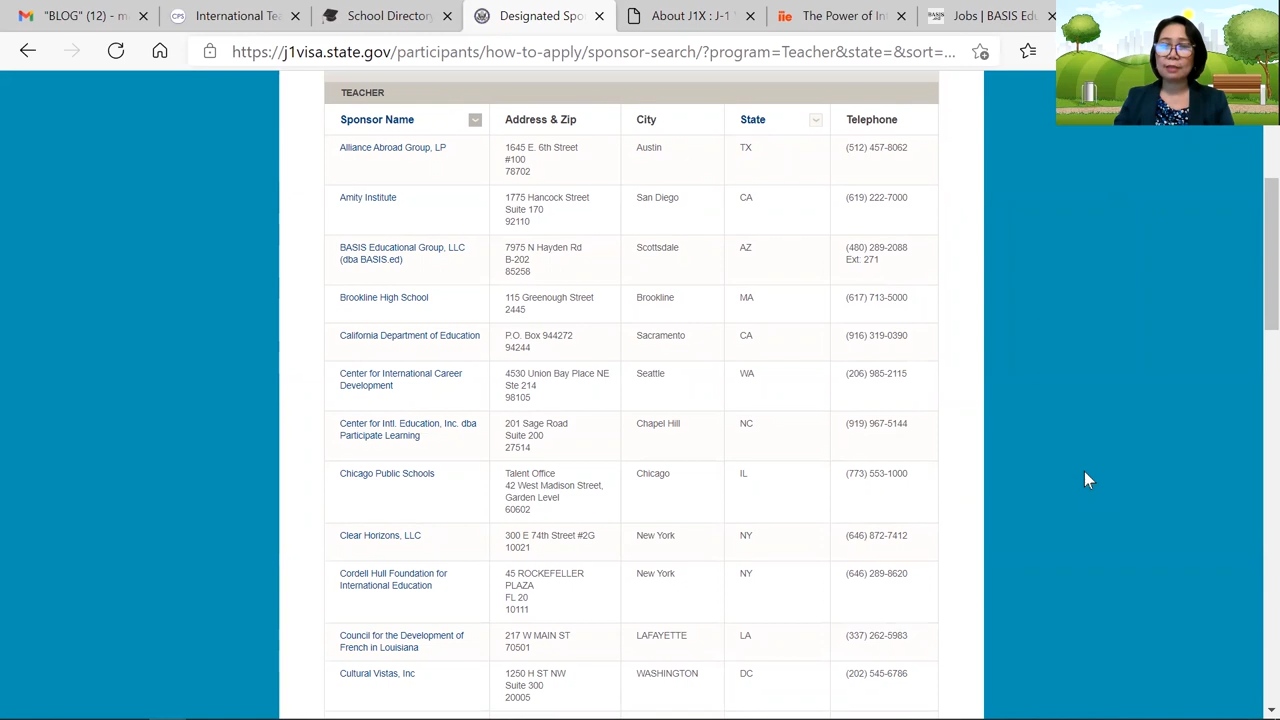 "BLOG" (12) - m
International Tea
School Directory
Designated Spo
About J1X : J-1 V
The Power of Int
Jobs | BASIS Edu
https://j1visa.state.gov/participants/how-to-apply/sponsor-search/?program=Teacher&state=&sort=...
TEACHER
Sponsor Name Address & Zip City State Telephone
Alliance Abroad Group, LP 1645 E. 6th Street Austin TX (512) 457-8062
#100
78702
Amity Institute 1775 Hancock Street San Diego CA (619) 222-7000
Suite 170
92110
BASIS Educational Group, LLC 7975 N Hayden Rd Scottsdale AZ (480) 289-2088
(dba BASIS.ed) B-202 Ext: 271
85258
Brookline High School 115 Greenough Street Brookline MA (617) 713-5000
2445
California Department of Education P.O. Box 944272 Sacramento CA (916) 319-0390
94244
Center for International Career 4530 Union Bay Place NE Seattle WA (206) 985-2115
Development Ste 214
98105
Center for Intl. Education, Inc. dba 201 Sage Road Chapel Hill NC (919) 967-5144
Participate Learning Suite 200
27514
Chicago Public Schools Talent Office Chicago IL (773) 553-1000
42 West Madison Street,
Garden Level
60602
Clear Horizons, LLC 300 E 74th Street #2G New York NY (646) 872-7412
10021
Cordell Hull Foundation for 45 ROCKEFELLER New York NY (646) 289-8620
International Education PLAZA
FL 20
10111
Council for the Development of 217 W MAIN ST LAFAYETTE LA (337) 262-5983
French in Louisiana 70501
Cultural Vistas, Inc 1250 H ST NW WASHINGTON DC (202) 545-6786
Suite 300
20005